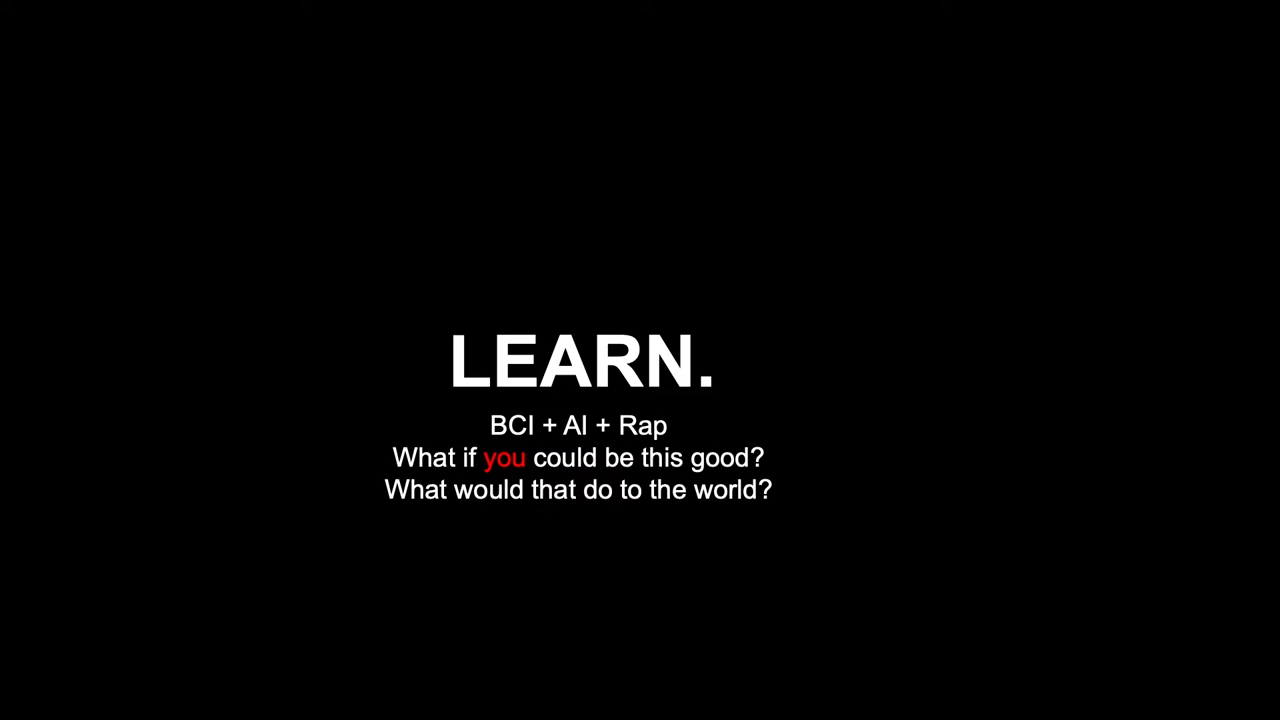 LEARN.
BCI + AI + Rap
What if you could be this good?
What would that do to the world?